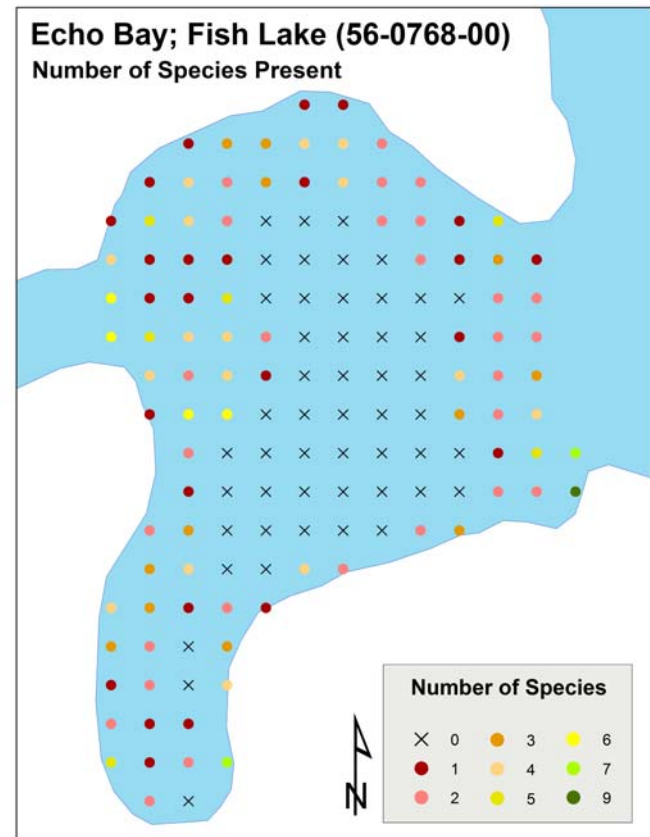 Echo Bay; Fish Lake (56-0768-00)
Number of Species Present
Number of Species
0 3 6
1 4 7
2 5 9
N